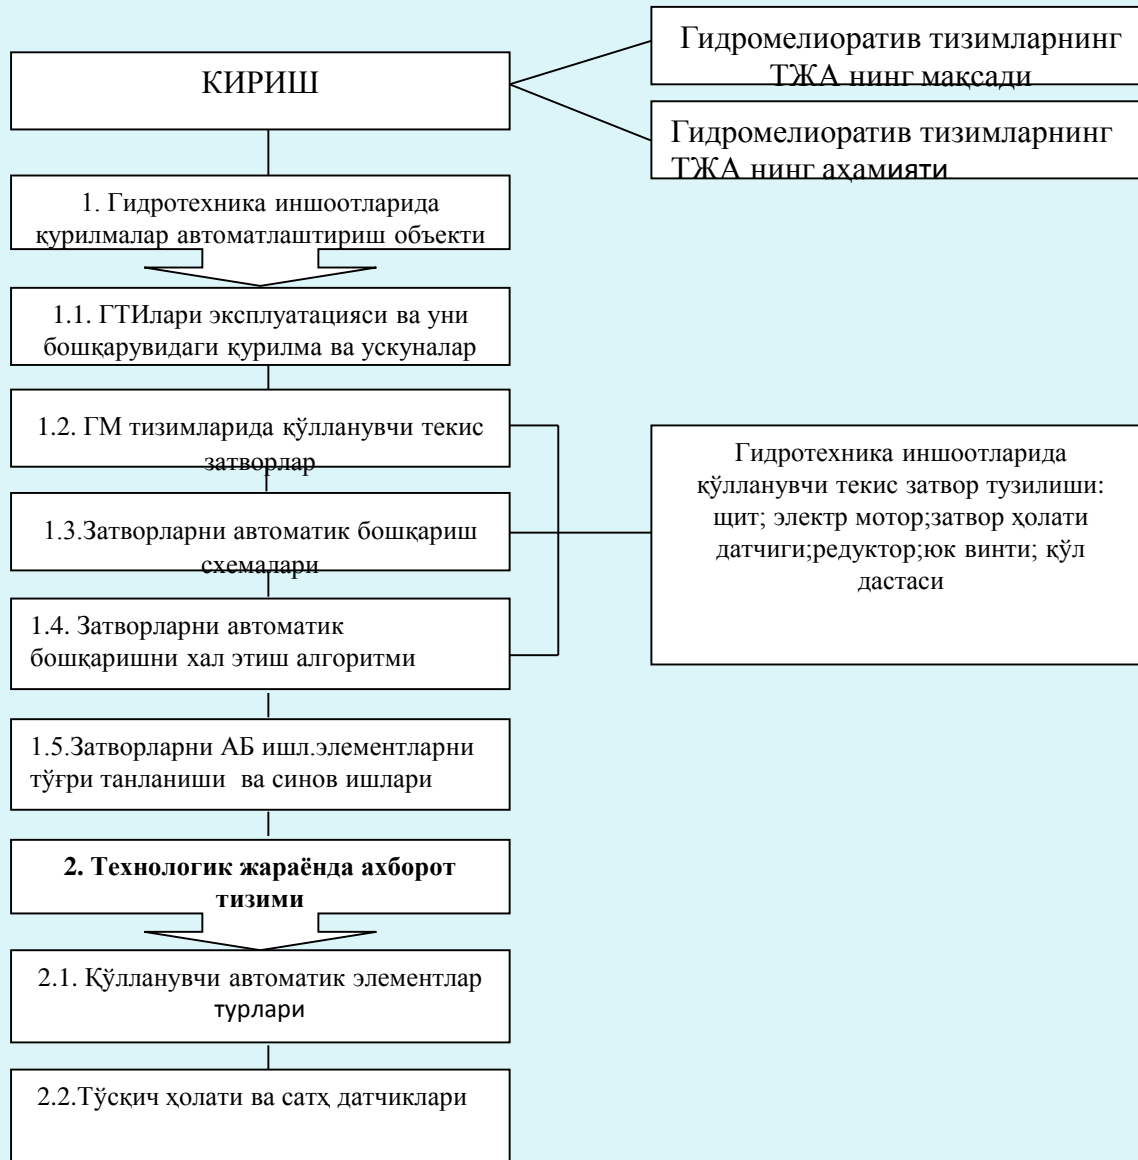 КИРИШ
Гидромелиоратив тизимларнинг
ТЖА нинг мақсади
Гидромелиоратив тизимларнинг
ТЖА нинг аҳамияти
1. Гидротехника иншоотларида
қурилмалар автоматлаштириш объекти
1.1. ГТИлари эксплуатацияси ва уни
бошқарувидаги қурилма ва ускуналар
1.2. ГМ тизимларида қўлланувчи текис
затворлар
1.3.Затворларни автоматик бошқариш
схемалари
1.4. Затворларни автоматик
бошқаришни хал этиш алгоритми
Гидротехника иншоотларида
қўлланувчи текис затвор тузилиши:
щит; электр мотор;затвор ҳолати
датчиги;редуктор;юк винти; қўл
дастаси
1.5.Затворларни АБ ишл.элементларни
тўғри танланиши ва синов ишлари
2. Технологик жараёнда ахборот
тизими
2.1. Қўлланувчи автоматик элементлар
турлари
2.2.Тўсқич ҳолати ва сатҳ датчиклари